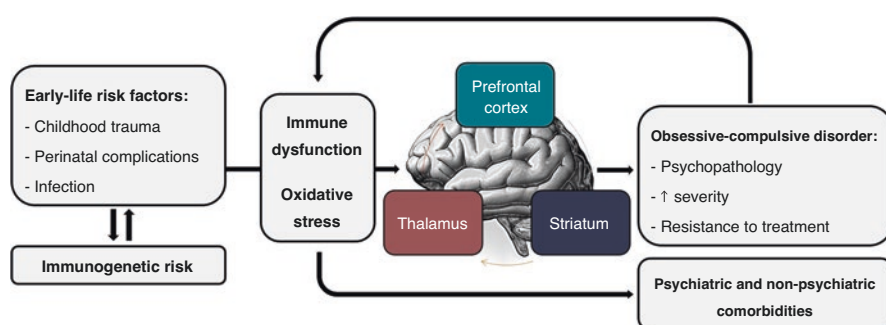 Early-life risk factors:
- Childhood trauma
- Perinatal complications
- Infection
Immunogenetic risk
Immune
dysfunction
Oxidative
stress
Prefrontal
cortex
Thalamus
Striatum
Obsessive-compulsive disorder:
- Psychopathology
- ↑ severity
- Resistance to treatment
Psychiatric and non-psychiatric
comorbidities